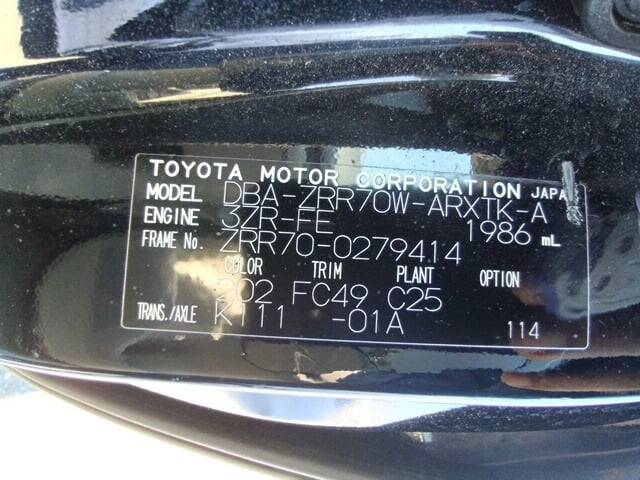 TOYOTA MOTOR CORPORATION JAPAN
MODEL DBA-ZRR70W-ARXTK-A
ENGINE 3ZR-FE 1986 mL
FRAME No. ZRR70-0279414
COLOR TRIM PLANT OPTION
202 FC49 C25
TRANS./AXLE K111 -01A
114